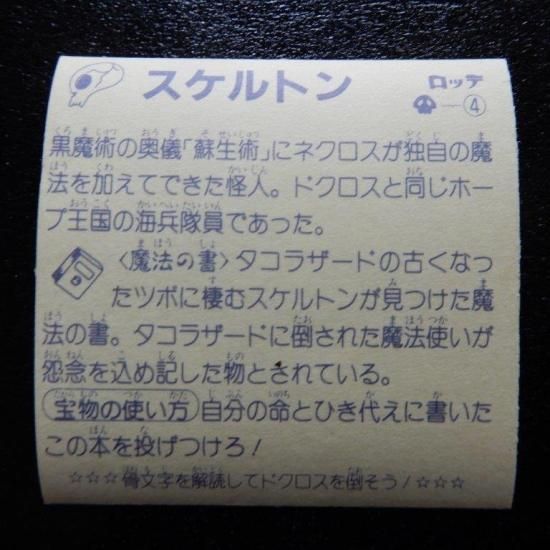 スケルトン
ロッテ
④
黒魔術の奥儀「蘇生術」にネクロスが独自の魔
法を加えてできた怪人。ドクロスと同じホー
プ王国の海兵隊員であった。
〈魔法の書〉タコラザードの古くなっ
たツボに棲むスケルトンが見つけた魔
法の書。タコラザードに倒された魔法使いが
怨念を込め記した物とされている。
宝物の使い方 自分の命とひき代えに書いた
この本を投げつけろ！
☆☆☆骨文字を解読してドクロスを倒そう！☆☆☆